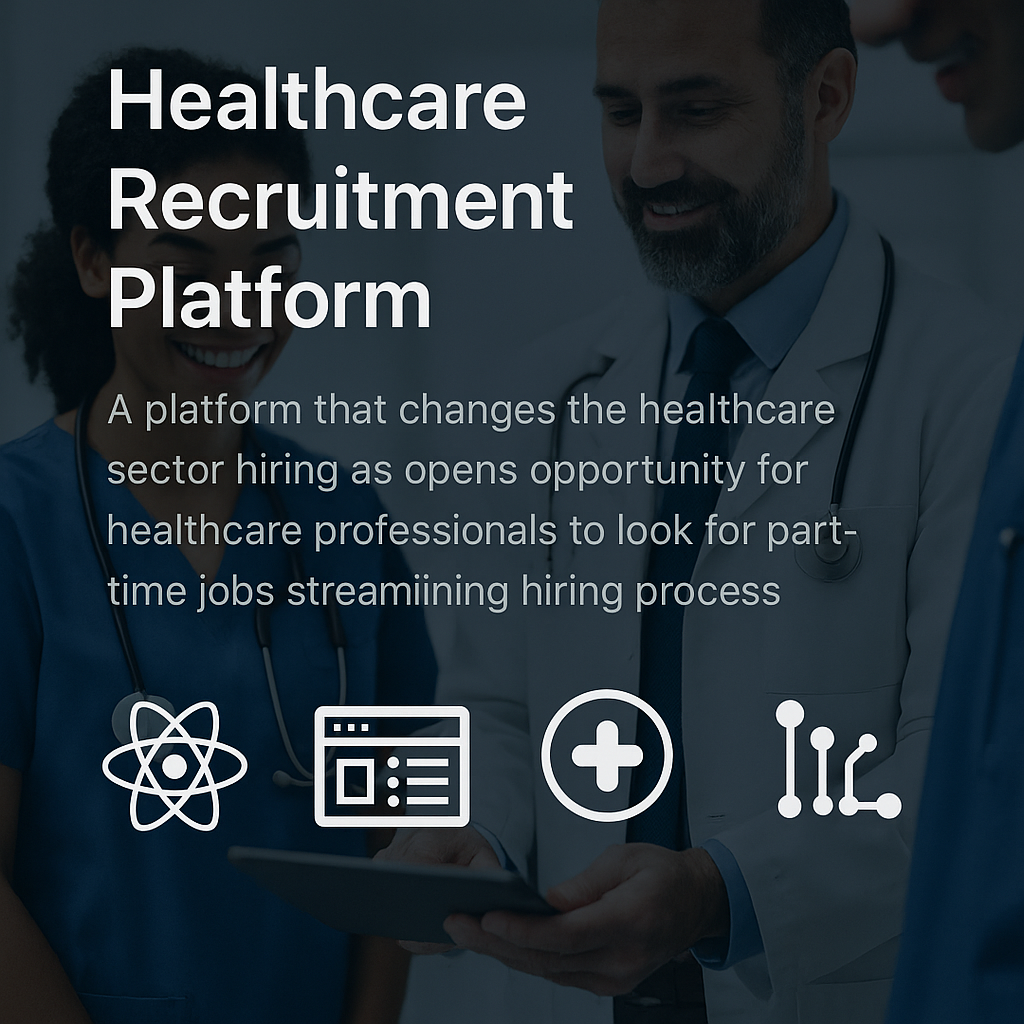 Healthcare
Recruitment
Platform
A platform that changes the healthcare
sector hiring as opens opportunity for
healthcare professionals to look for part-
time jobs streamiining hiring process